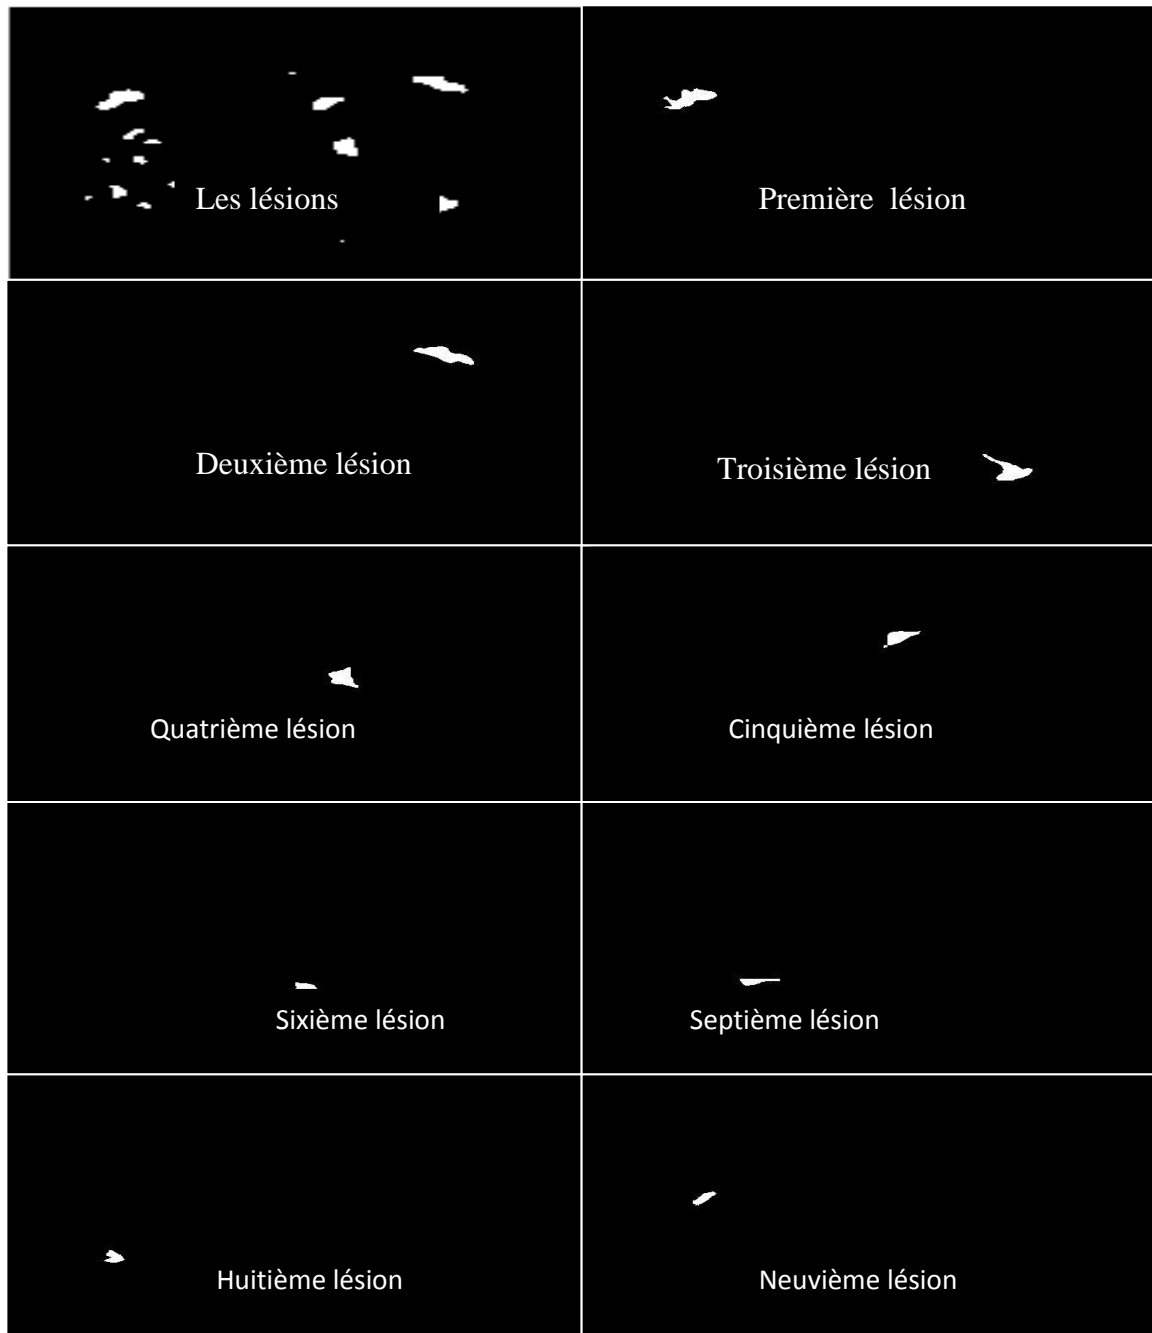 Les lésions
Première lésion
Deuxième lésion
Troisième lésion
Quatrième lésion
Cinquième lésion
Sixième lésion
Septième lésion
Huitième lésion
Neuvième lésion